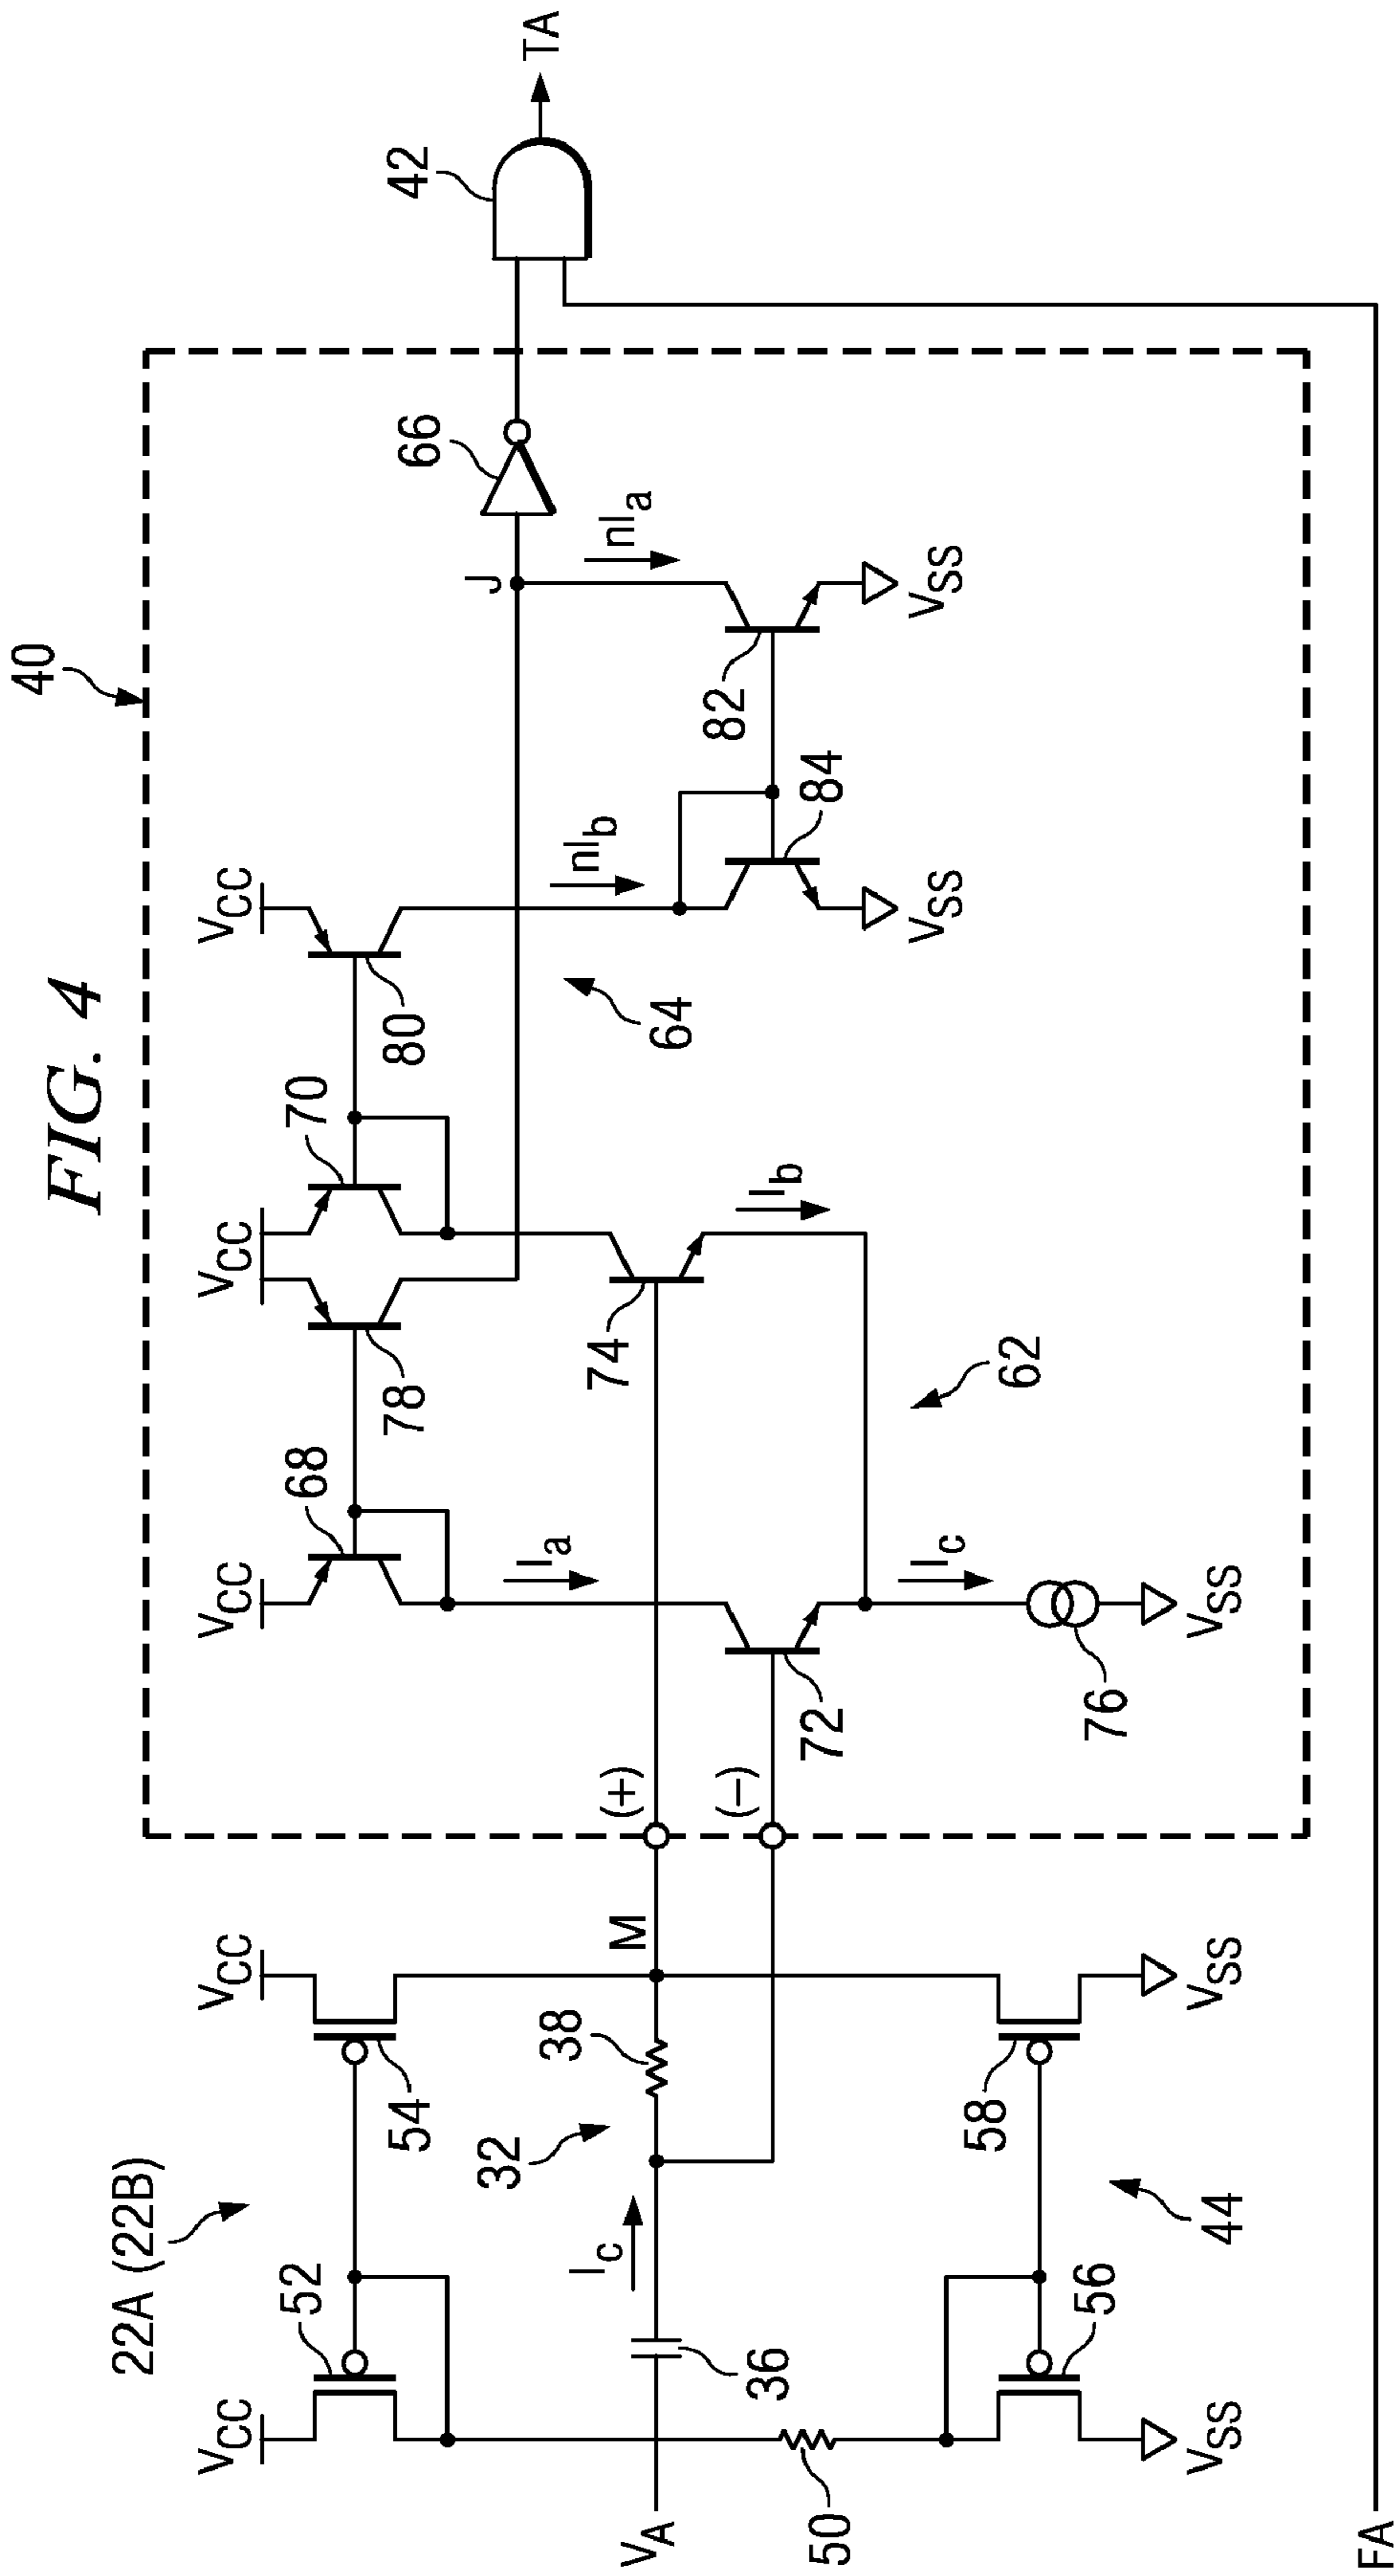 FIG. 4
40
22A (22B)
VCC
VCC
VCC
VCC
VCC
52
54
68
78
70
80
42
TA
66
J
32
38
M
(+)
(−)
Ia
74
Ib
64
nIb
nIa
VA
36
Ic
50
72
62
84
82
VSS
VSS
56
58
44
Ic
76
VSS
VSS
VSS
FA